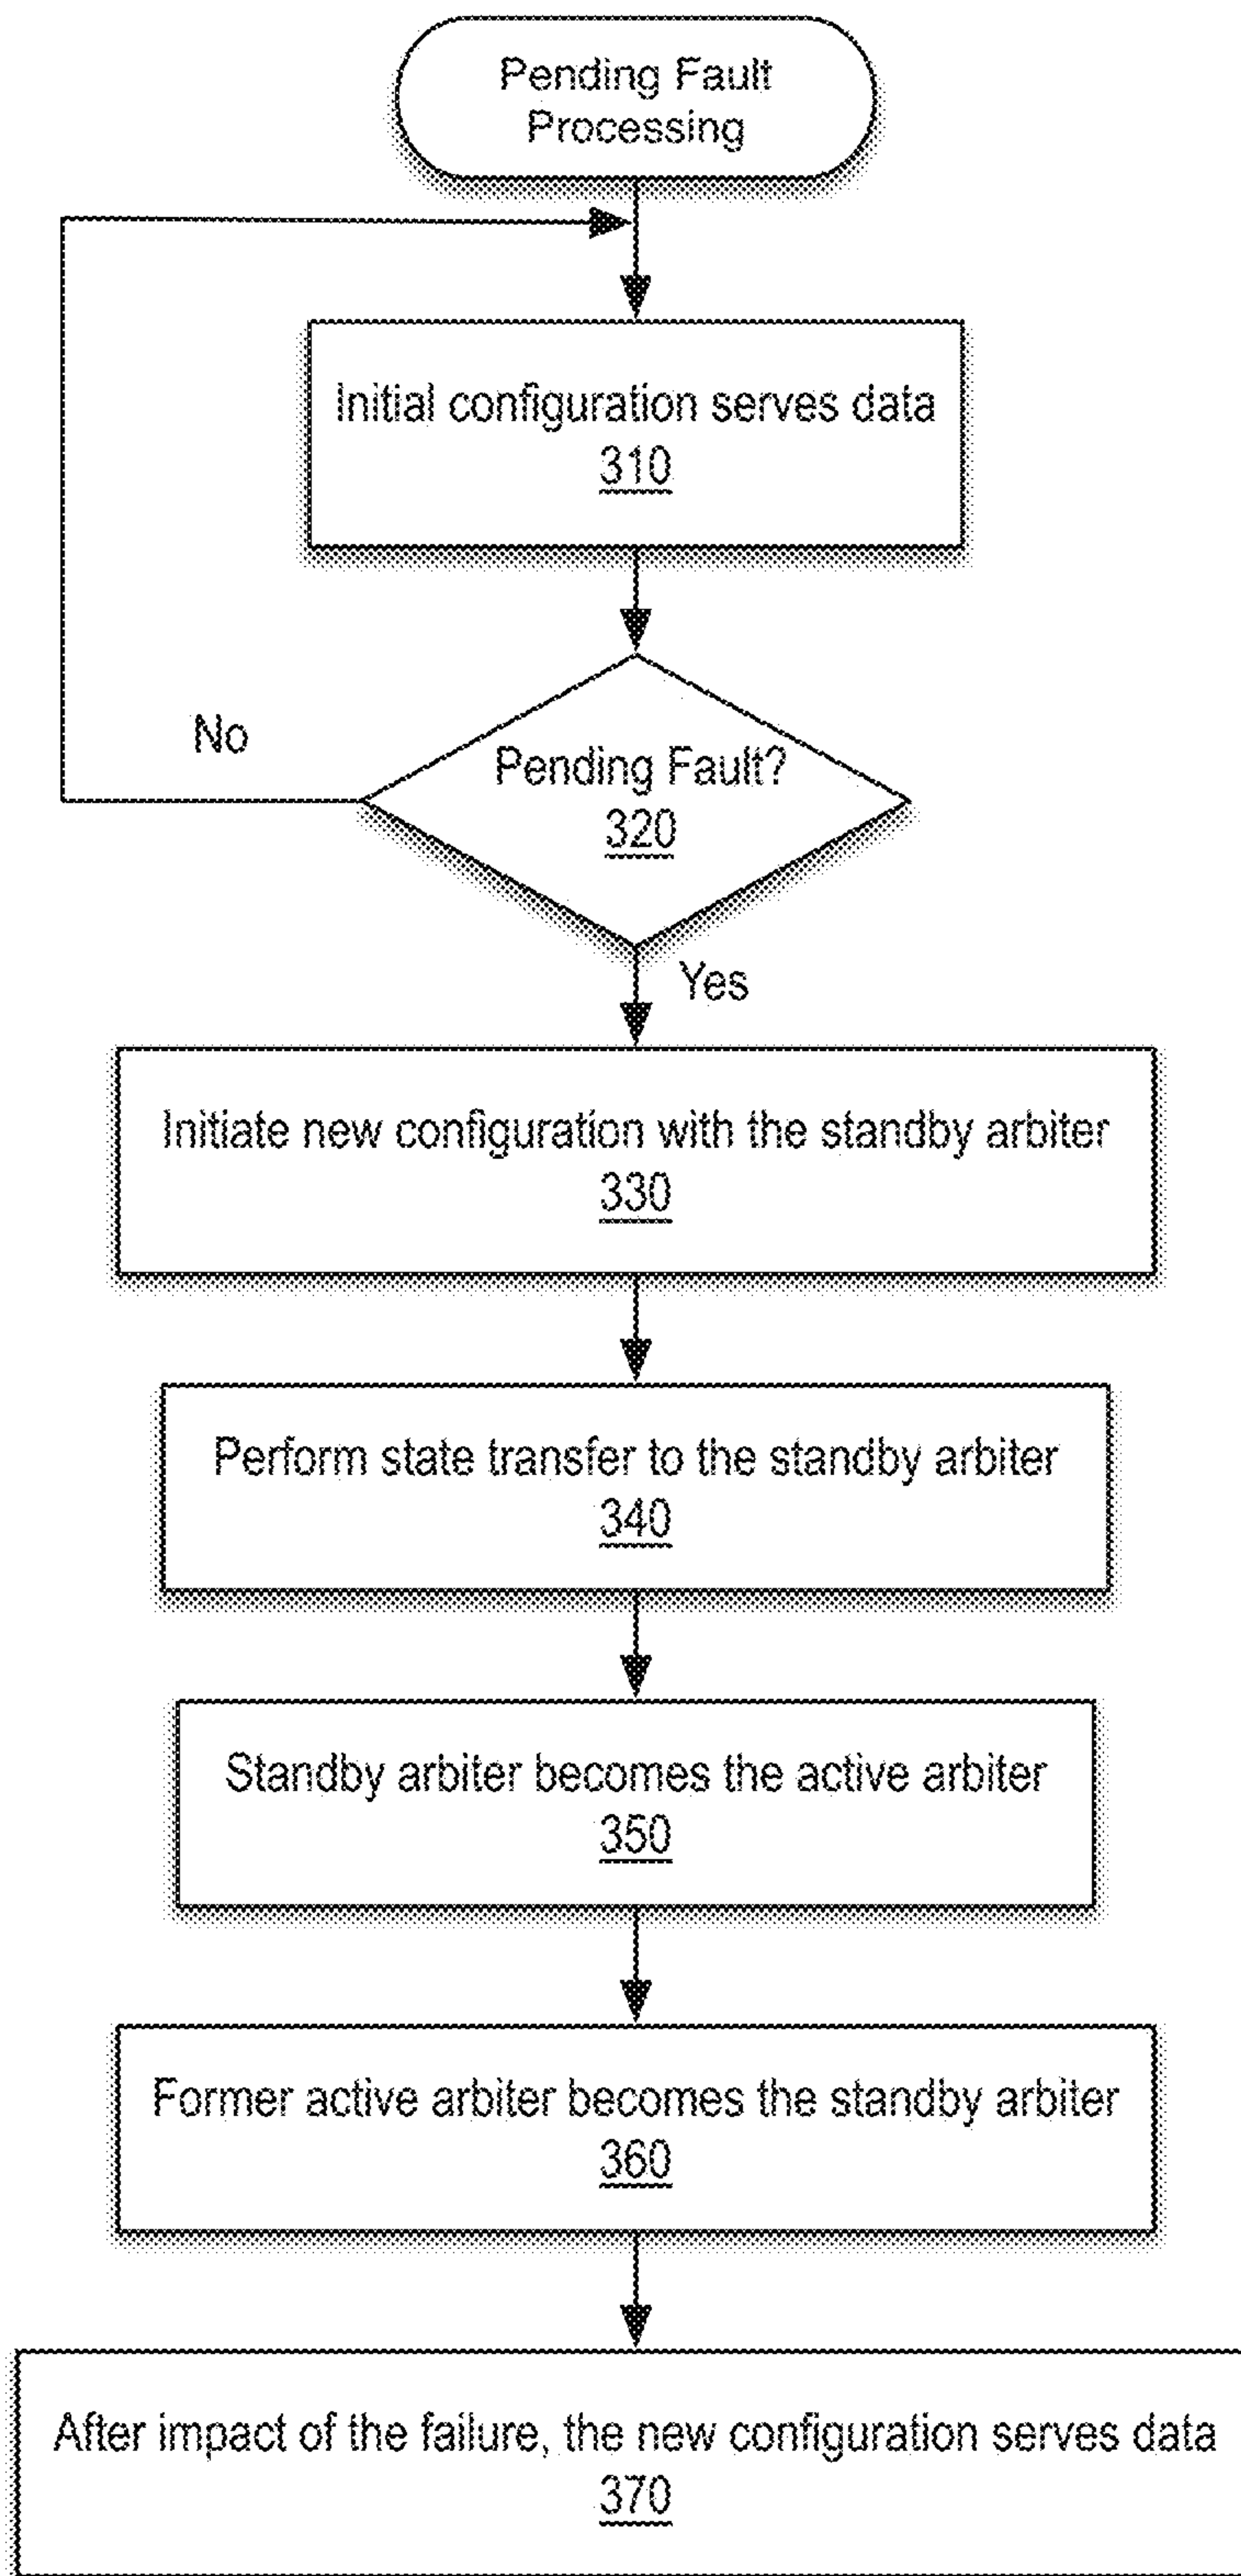 Pending Fault
Processing
Initial configuration serves data
310
No
Pending Fault?
320
Yes
Initiate new configuration with the standby arbiter
330
Perform state transfer to the standby arbiter
340
Standby arbiter becomes the active arbiter
350
Former active arbiter becomes the standby arbiter
360
After impact of the failure, the new configuration serves data
370